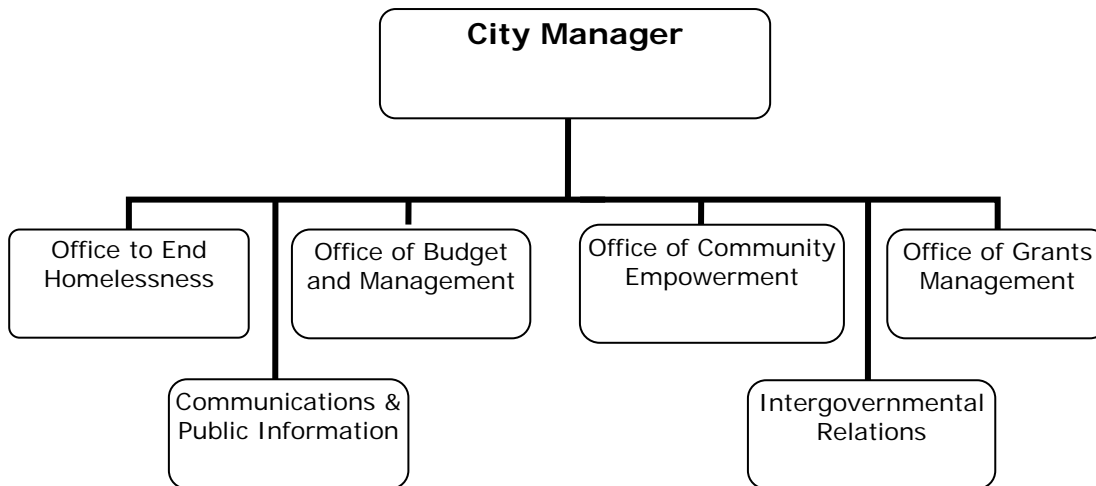 City Manager
Office to End
Homelessness
Office of Budget
and Management
Office of Community
Empowerment
Office of Grants
Management
Communications &
Public Information
Intergovernmental
Relations